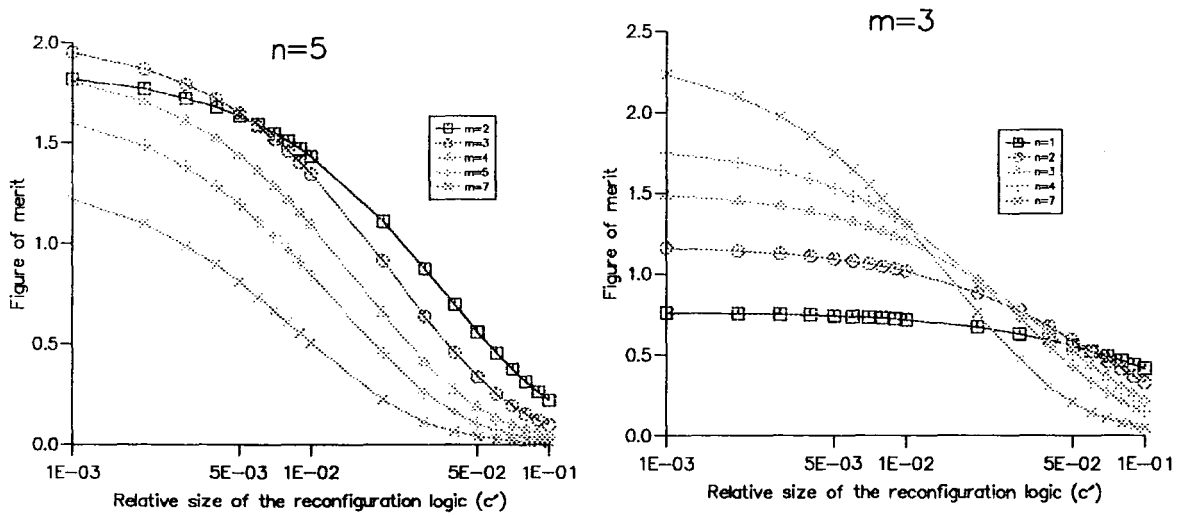 n=5
2.0
1.5
1.0
0.5
0.0
Figure of merit
m=2
m=3
m=4
m=5
m=7
1E-03
5E-03
1E-02
5E-02
1E-01
Relative size of the reconfiguration logic (c´)
m=3
2.5
2.0
1.5
1.0
0.5
0.0
Figure of merit
n=1
n=2
n=3
n=4
n=7
1E-03
5E-03
1E-02
5E-02
1E-01
Relative size of the reconfiguration logic (c´)